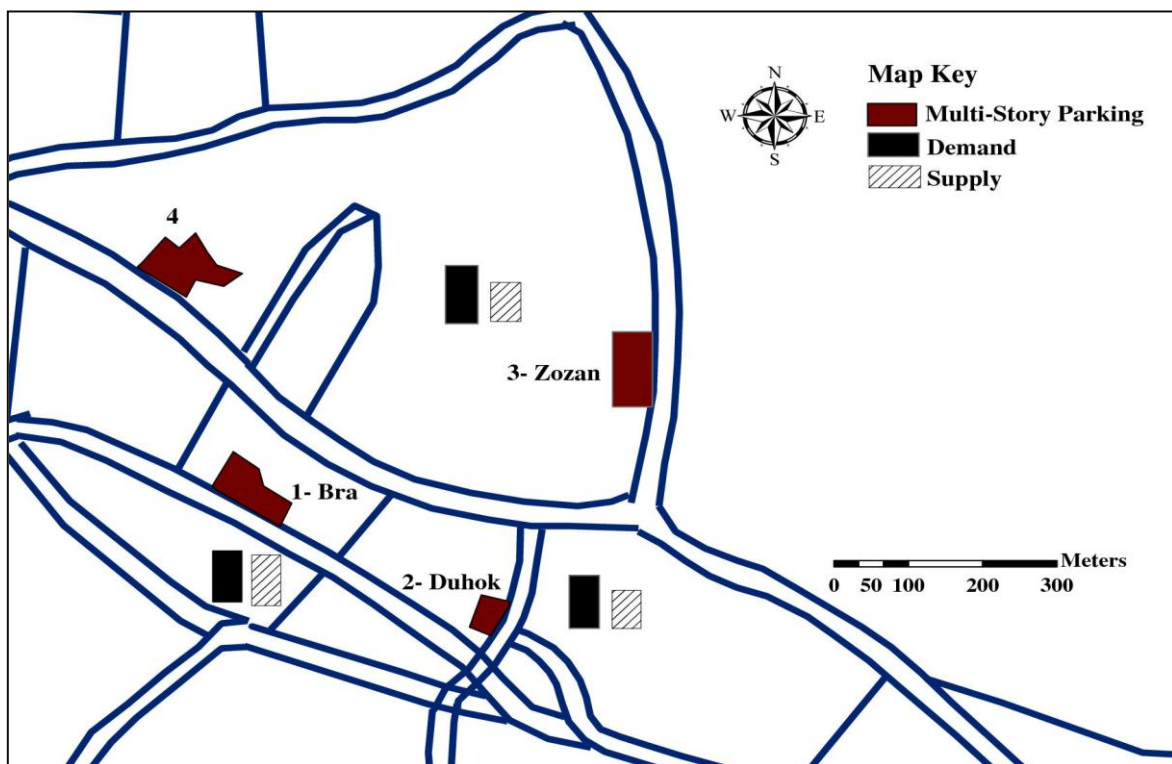 N
W E
S
Map Key
Multi-Story Parking
Demand
Supply
4
3- Zozan
1- Bra
2- Duhok
Meters
0 50 100 200 300